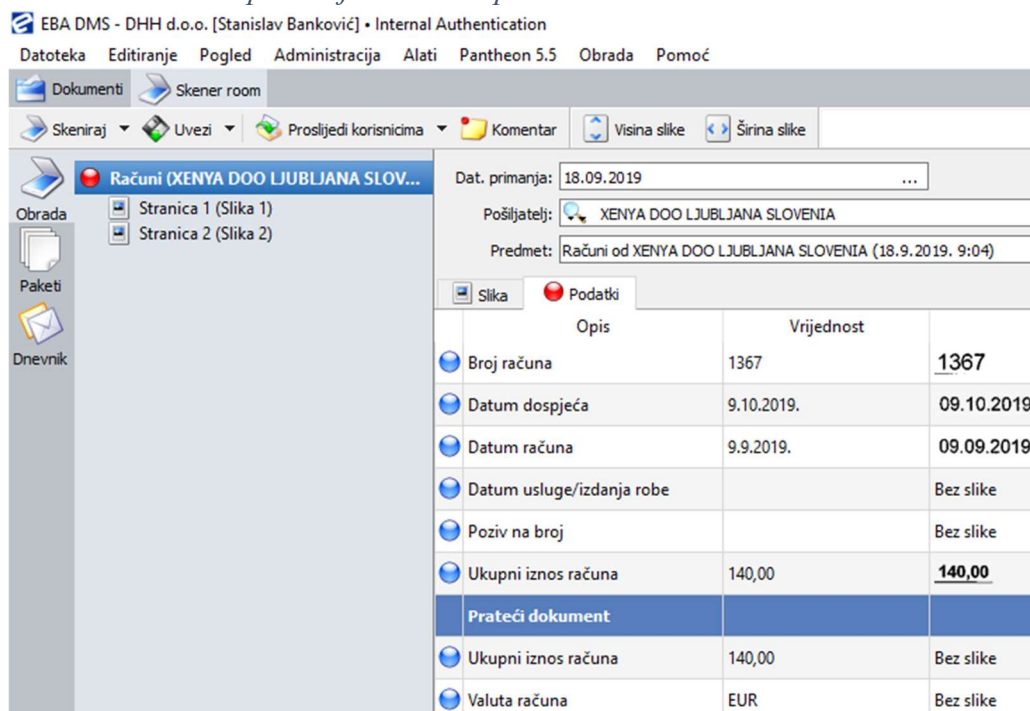 EBA DMS - DHH d.o.o. [Stanislav Banković] • Internal Authentication
Datoteka Editiranje Pogled Administracija Alati Pantheon 5.5 Obrada Pomoć
Dokumenti Skener room
Skeniraj Uvezi Proslijedi korisnicima Komentar Visina slike Širina slike
Obrada
Paketi
Dnevnik
Računi (XENYA DOO LJUBLJANA SLOV...
Stranica 1 (Slika 1)
Stranica 2 (Slika 2)
Dat. primanja: 18.09.2019 ...
Pošiljatelj: XENYA DOO LJUBLJANA SLOVENIA
Predmet: Računi od XENYA DOO LJUBLJANA SLOVENIA (18.9.2019. 9:04)
Slika Podatki
Opis Vrijednost
Broj računa 1367 1367
Datum dospjeća 9.10.2019. 09.10.2019
Datum računa 9.9.2019. 09.09.2019
Datum usluge/izdanja robe Bez slike
Poziv na broj Bez slike
Ukupni iznos računa 140,00 140,00
Prateći dokument
Ukupni iznos računa 140,00 Bez slike
Valuta računa EUR Bez slike